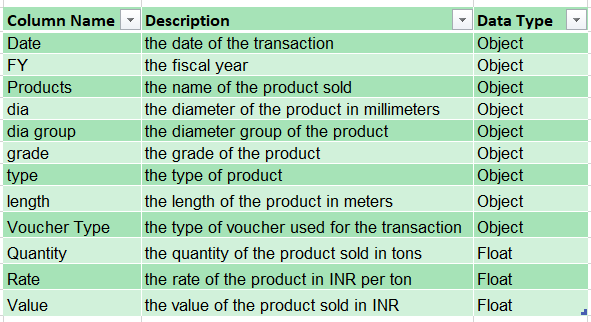 Column Name Description Data Type
Date the date of the transaction Object
FY the fiscal year Object
Products the name of the product sold Object
dia the diameter of the product in millimeters Object
dia group the diameter group of the product Object
grade the grade of the product Object
type the type of product Object
length the length of the product in meters Object
Voucher Type the type of voucher used for the transaction Object
Quantity the quantity of the product sold in tons Float
Rate the rate of the product in INR per ton Float
Value the value of the product sold in INR Float